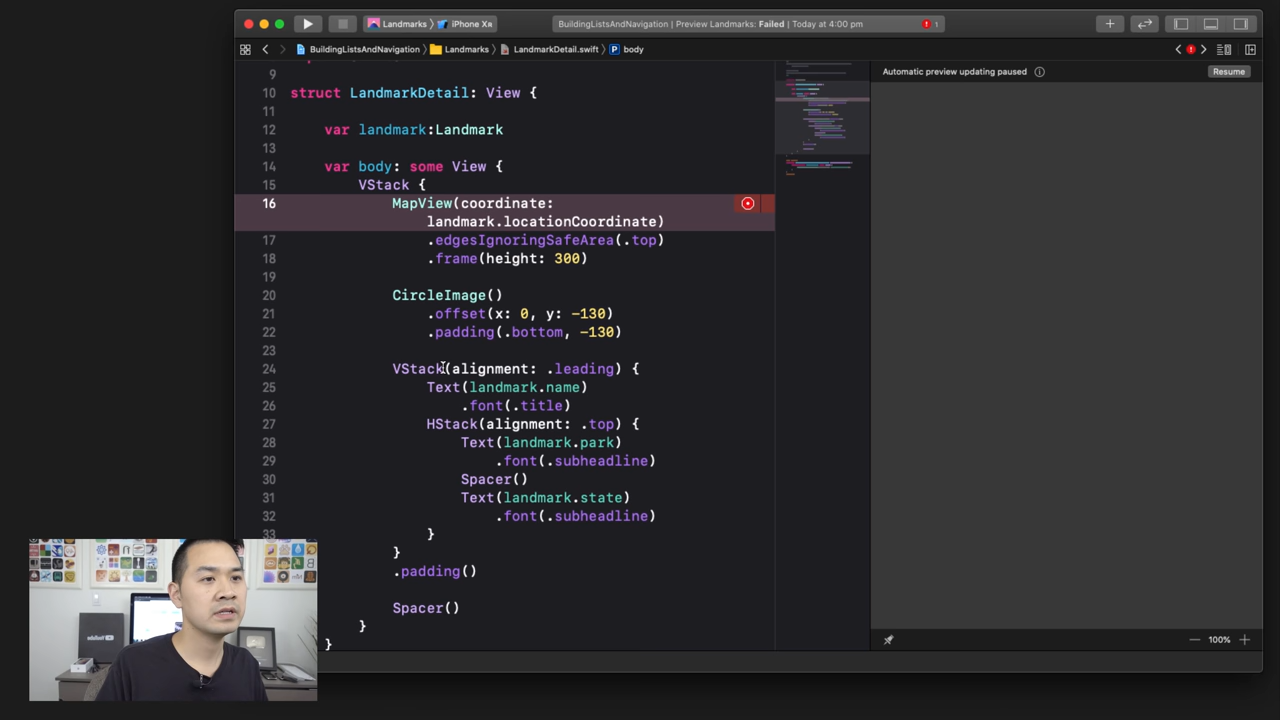 Landmarks
iPhone Xʀ
BuildingListsAndNavigation | Preview Landmarks: Failed | Today at 4:00 pm
1
BuildingListsAndNavigation
Landmarks
LandmarkDetail.swift
P
body
Automatic preview updating paused
Resume
9
10 struct LandmarkDetail: View {
11
12 var landmark:Landmark
13
14 var body: some View {
15 VStack {
16 MapView(coordinate:
landmark.locationCoordinate)
17 .edgesIgnoringSafeArea(.top)
18 .frame(height: 300)
19
20 CircleImage()
21 .offset(x: 0, y: -130)
22 .padding(.bottom, -130)
23
24 VStack(alignment: .leading) {
25 Text(landmark.name)
26 .font(.title)
27 HStack(alignment: .top) {
28 Text(landmark.park)
29 .font(.subheadline)
30 Spacer()
31 Text(landmark.state)
32 .font(.subheadline)
33 }
}
.padding()
Spacer()
}
}
100%
YouTube